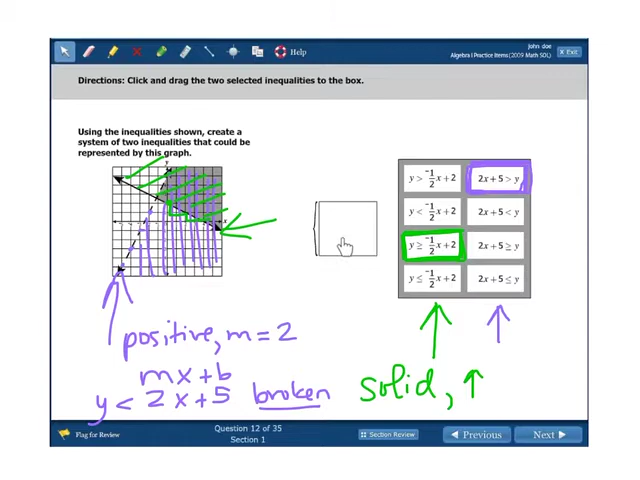 john doe
Algebra I Practice Items (2009 Math SOL)
Help
Exit
Directions: Click and drag the two selected inequalities to the box.
Using the inequalities shown, create a
system of two inequalities that could be
represented by this graph.
y
x
y > -1/2 x + 2
2x + 5 > y
y < -1/2 x + 2
2x + 5 < y
y ≥ -1/2 x + 2
2x + 5 ≥ y
y ≤ -1/2 x + 2
2x + 5 ≤ y
positive, m = 2
mx + b
y < 2x + 5 broken
solid, ↑
Flag for Review
Question 12 of 35
Section 1
Section Review
Previous
Next